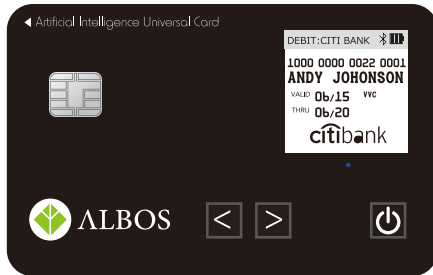 Artificial Intelligence Universal Card
DEBIT:CITI BANK
1000 0000 0022 0001
ANDY JOHONSON
VALID 06/15 VVC
THRU 06/20
citibank
ALBOS
< >